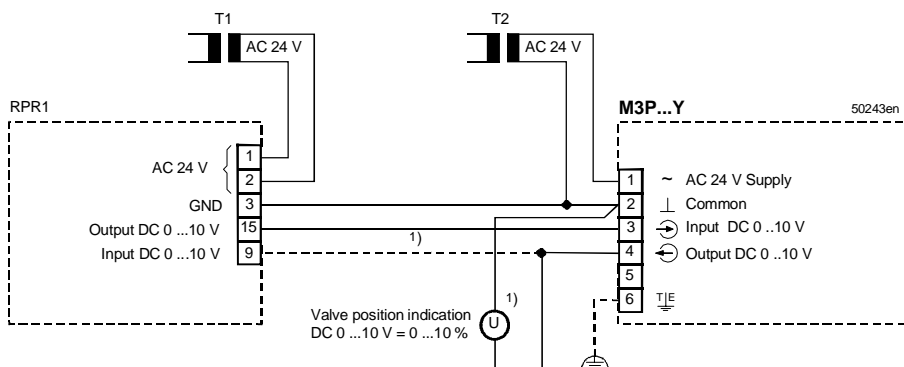 T1
T2
AC 24 V
AC 24 V
RPR1
M3P...Y
50243en
AC 24 V
1
2
GND
3
Output DC 0 ...10 V
15
Input DC 0 ...10 V
9
1)
1
~
AC 24 V Supply
2
⊥
Common
3
Input DC 0 ..10 V
4
Output DC 0 ..10 V
5
6
T E
1)
Valve position indication
DC 0 ...10 V = 0 ...10 %
U